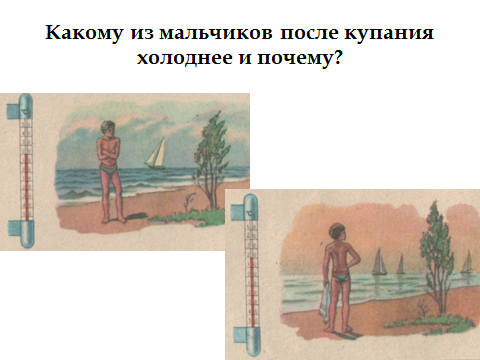 Какому из мальчиков после купания
холоднее и почему?